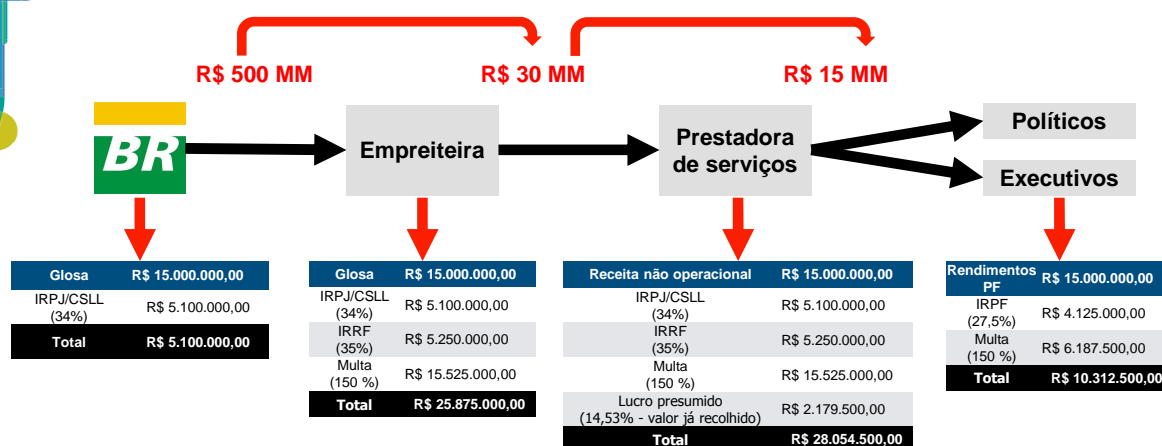 R$ 500 MM
R$ 30 MM
R$ 15 MM
BR
Empreiteira
Prestadora
de serviços
Políticos
Executivos
Glosa R$ 15.000.000,00
IRPJ/CSLL
(34%) R$ 5.100.000,00
Total R$ 5.100.000,00
Glosa R$ 15.000.000,00
IRPJ/CSLL
(34%) R$ 5.100.000,00
IRRF
(35%) R$ 5.250.000,00
Multa
(150 %) R$ 15.525.000,00
Total R$ 25.875.000,00
Receita não operacional R$ 15.000.000,00
IRPJ/CSLL
(34%) R$ 5.100.000,00
IRRF
(35%) R$ 5.250.000,00
Multa
(150 %) R$ 15.525.000,00
Lucro presumido
(14,53% - valor já recolhido) R$ 2.179.500,00
Total R$ 28.054.500,00
Rendimentos
PF R$ 15.000.000,00
IRPF
(27,5%) R$ 4.125.000,00
Multa
(150 %) R$ 6.187.500,00
Total R$ 10.312.500,00